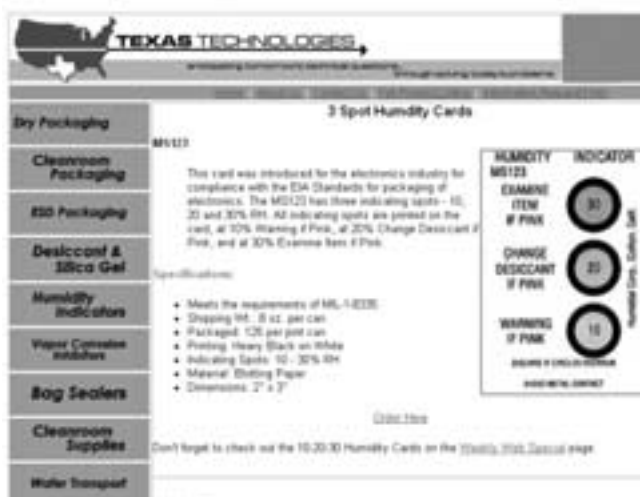 TEXAS TECHNOLOGIES
3 Spot Humidity Cards
Dry Packaging
Cleanroom
Packaging
ESD Packaging
Desiccant &
Silica Gel
Humidity
Indicators
Vapor Corrosion
Inhibitors
Bag Sealers
Cleanroom
Supplies
Water Transport
MS123
This card was introduced for the electronics industry for
compliance with the EIA Standards for packaging of
electronics. The MS123 has three indicating spots - 10,
20 and 30% RH. All indicating spots are printed on the
card, at 10% Warning if Pink, at 20% Change Desiccant if
Pink, and at 30% Examine Item if Pink.
Specifications:
Meets the requirements of MIL-I-8835
Shipping Wt.: 8 oz. per can
Packaged: 125 per pint can
Printing: Heavy Black on White
Indicating Spots: 10 - 30% RH
Material: Blotting Paper
Dimensions: 2" x 3"
Order Here
Don't forget to check out the 10-20-30 Humidity Cards on the Weekly Web Special page
HUMIDITY INDICATOR
MS123
EXAMINE
ITEM
IF PINK
30
CHANGE
DESICCANT
IF PINK
20
WARNING
IF PINK
10
AVOID METAL CONTACT